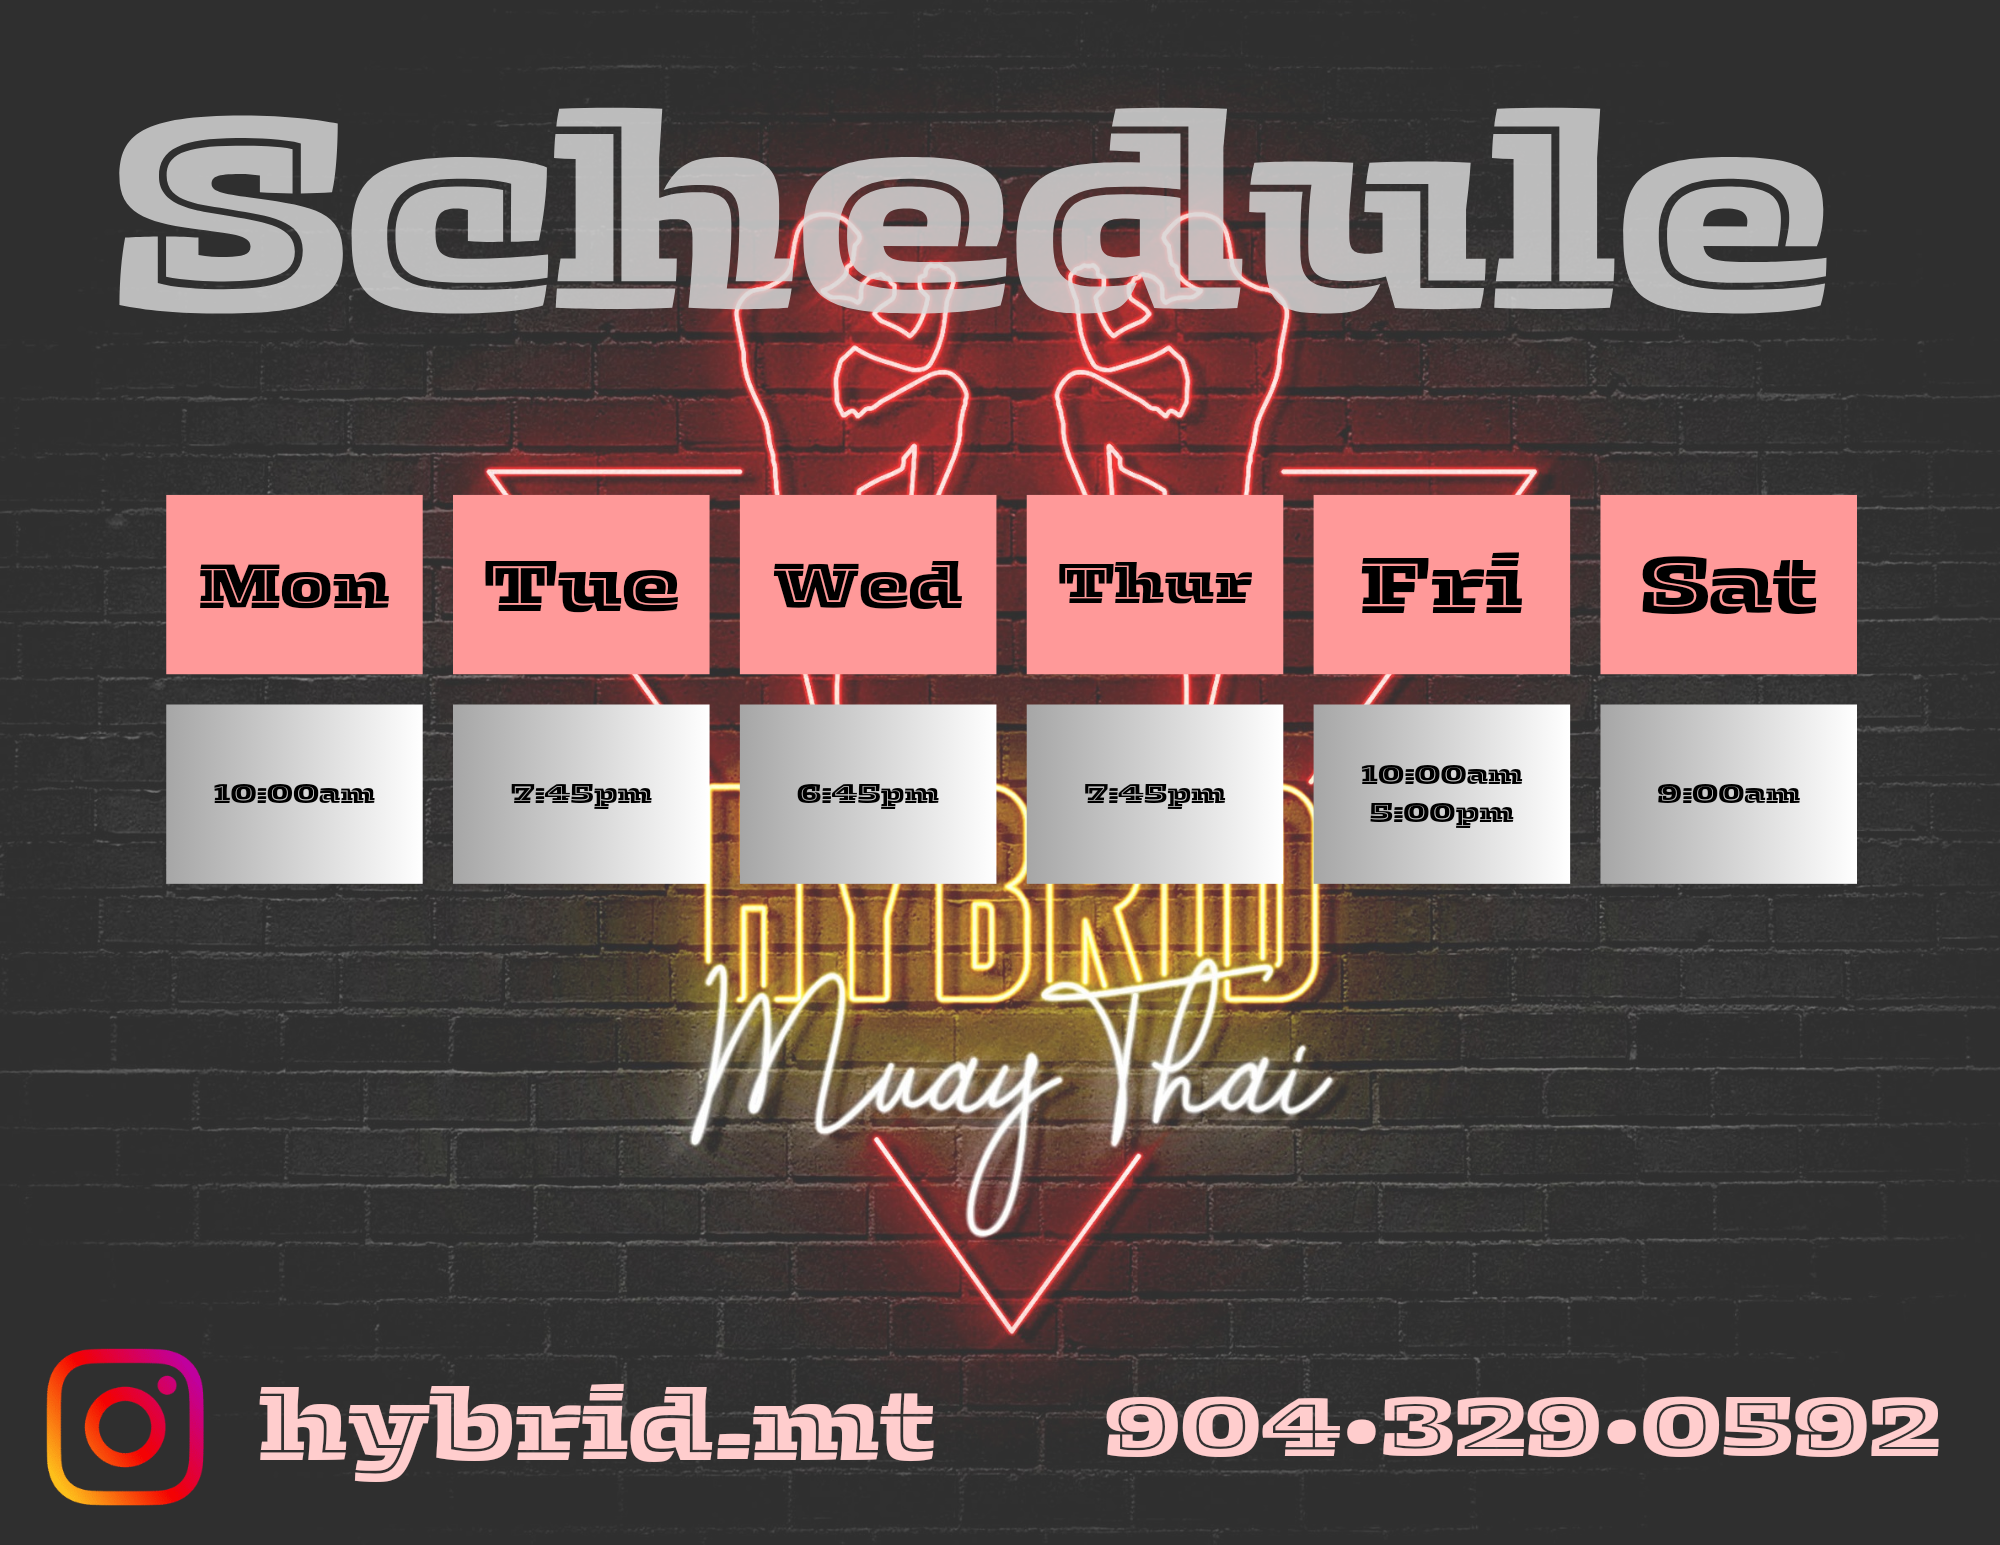 Schedule
Mon Tue Wed Thur Fri Sat
10:00am 7:45pm 6:45pm 7:45pm 10:00am 9:00am
5:00pm
HYBRID
Muay Thai
hybrid.mt 904•329•0592